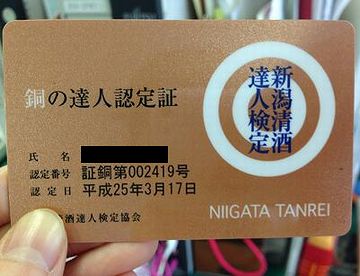 銅の達人認定証
新潟清酒
達人検定
氏 名
認定番号 証銅第002419号
認定日 平成25年3月17日
酒達人検定協会
NIIGATA TANREI